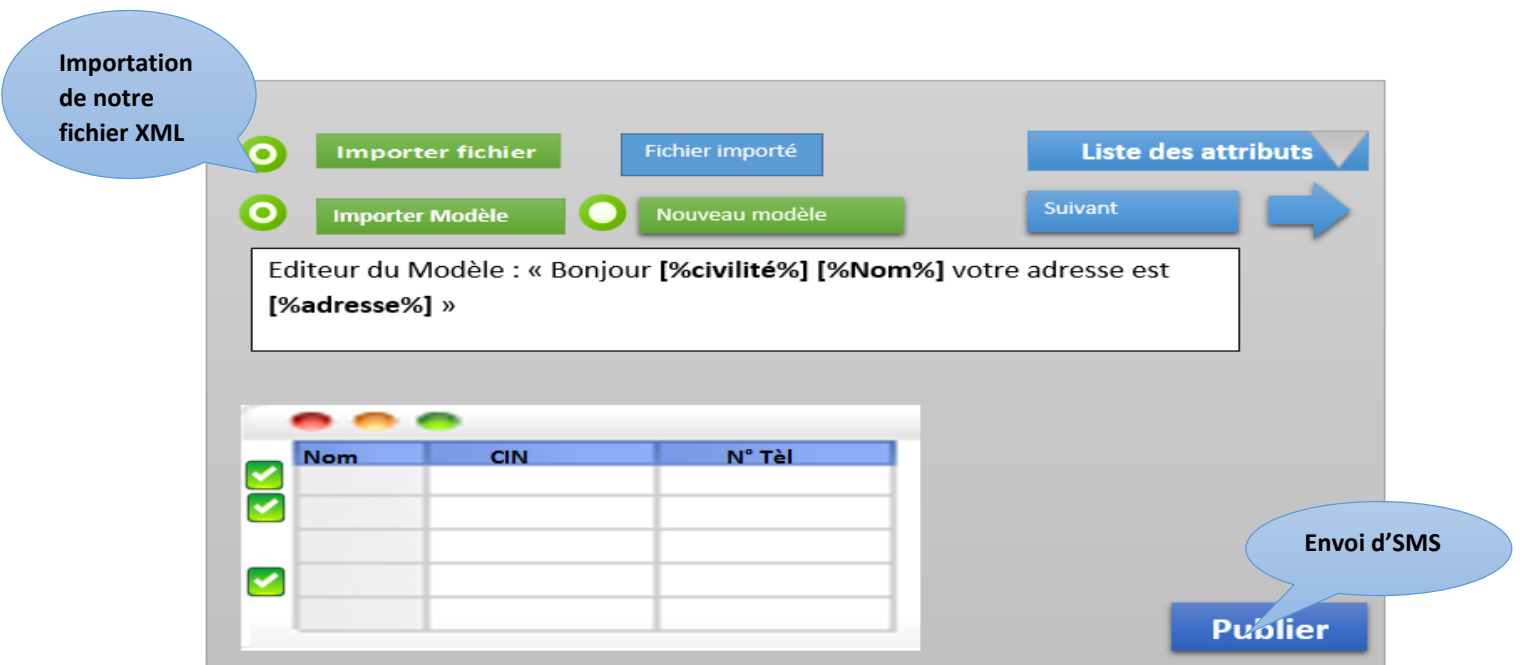 Importation
de notre
fichier XML
Importer fichier
Fichier importé
Liste des attributs
Importer Modèle
Nouveau modèle
Suivant
Editeur du Modèle : « Bonjour [%civilité%] [%Nom%] votre adresse est
[%adresse%] »
Nom CIN N° Tèl
Envoi d’SMS
Publier